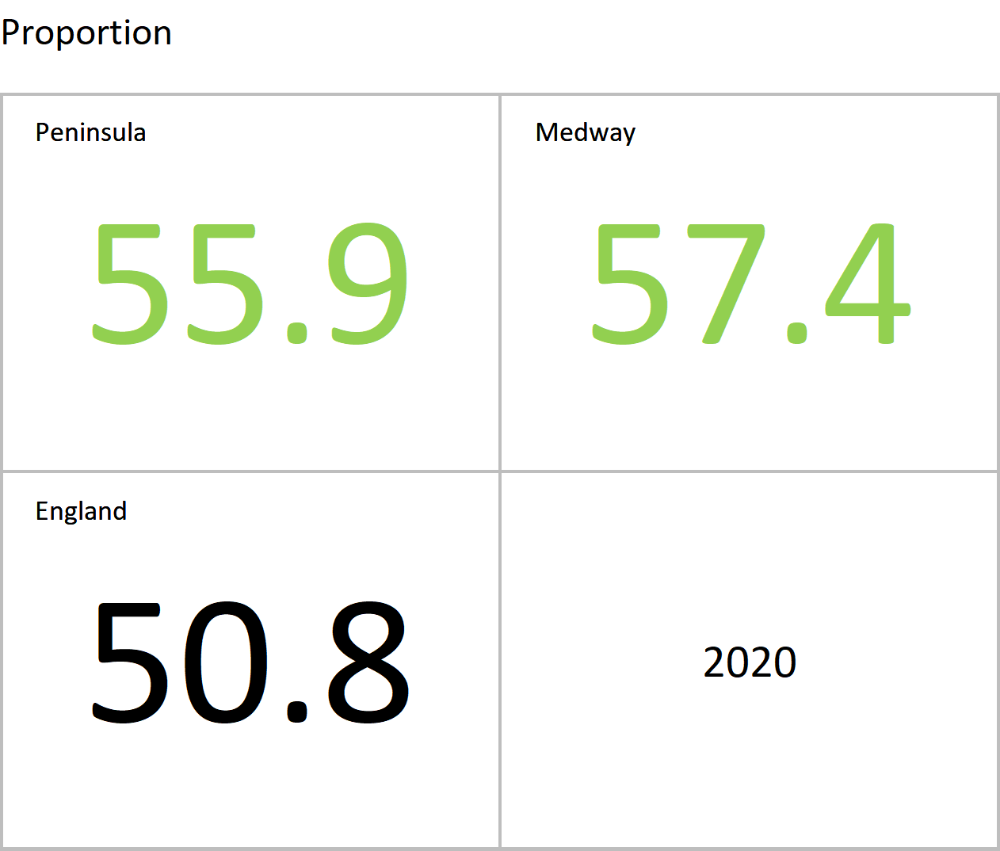 Proportion
Peninsula
55.9
Medway
57.4
England
50.8
2020